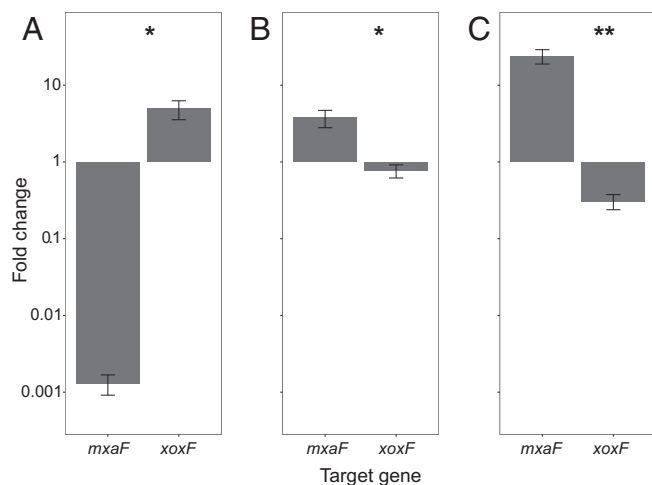 A * B * C **
10
1
0.1
0.01
0.001
Fold change
mxaF xoxF mxaF xoxF mxaF xoxF
Target gene